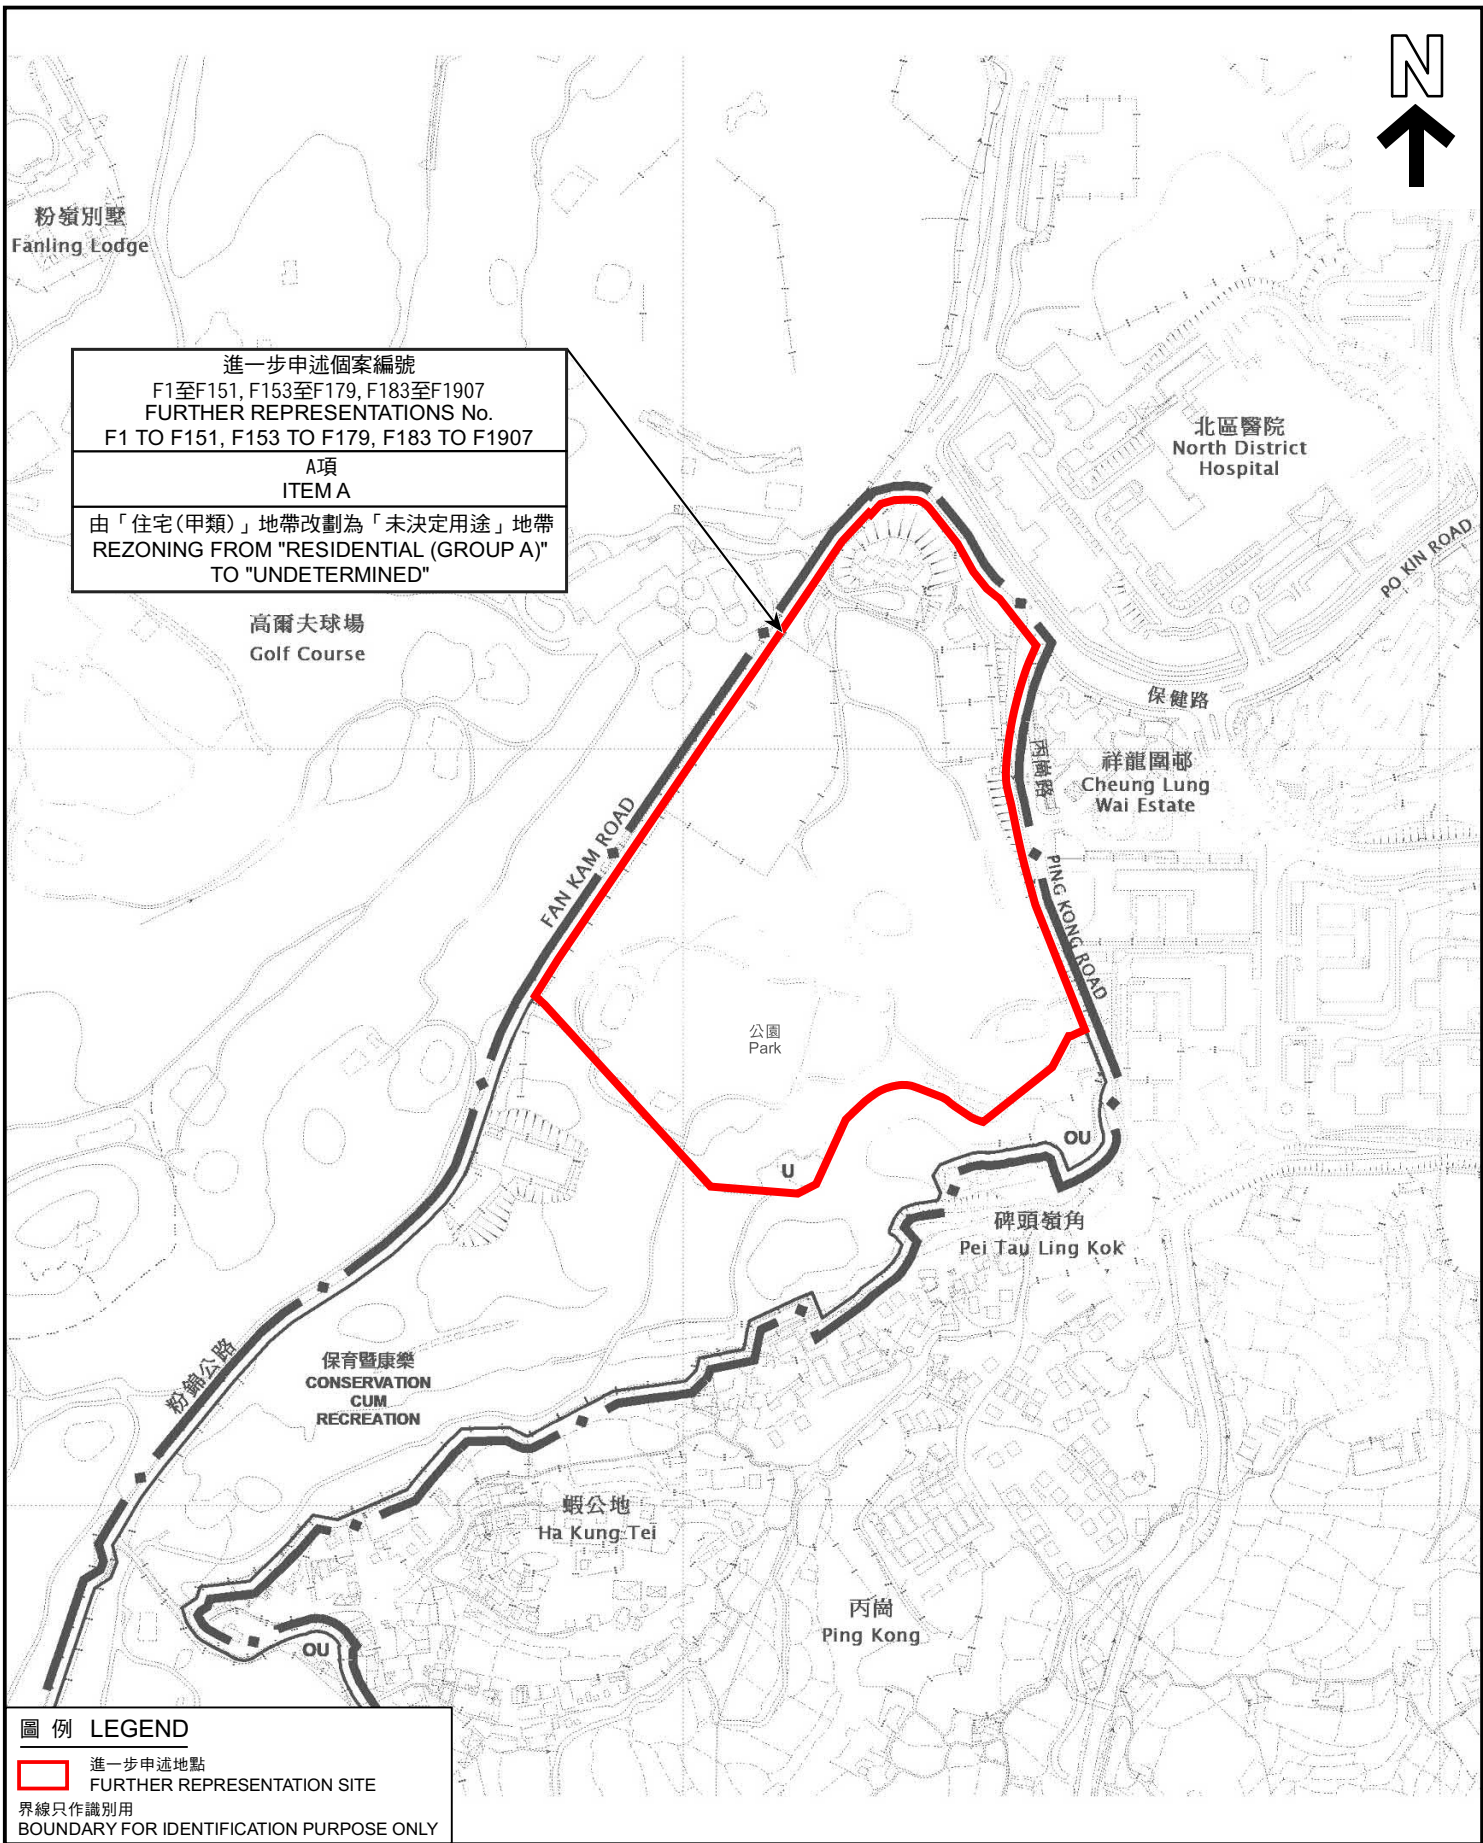 N
粉嶺別墅
Fanling Lodge
進一步申述個案編號
F1至F151, F153至F179, F183至F1907
FURTHER REPRESENTATIONS No.
F1 TO F151, F153 TO F179, F183 TO F1907
A項
ITEM A
由「住宅(甲類)」地帶改劃為「未決定用途」地帶
REZONING FROM "RESIDENTIAL (GROUP A)"
TO "UNDETERMINED"
北區醫院
North District
Hospital
PO KIN ROAD
高爾夫球場
Golf Course
保健路
丙崗路
祥龍圍邨
Cheung Lung
Wai Estate
FAN KAM ROAD
PING KONG ROAD
公園
Park
U
OU
碑頭嶺角
Pei Tau Ling Kok
粉錦公路
保育暨康樂
CONSERVATION
CUM
RECREATION
蝦公地
Ha Kung Tei
丙崗
Ping Kong
OU
圖 例 LEGEND
進一步申述地點
FURTHER REPRESENTATION SITE
界線只作識別用
BOUNDARY FOR IDENTIFICATION PURPOSE ONLY